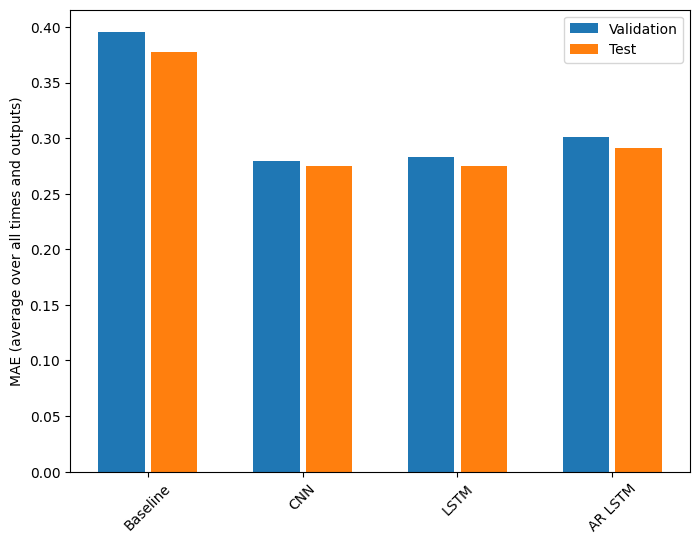 Validation
Test
MAE (average over all times and outputs)
0.40
0.35
0.30
0.25
0.20
0.15
0.10
0.05
0.00
Baseline
CNN
LSTM
AR LSTM